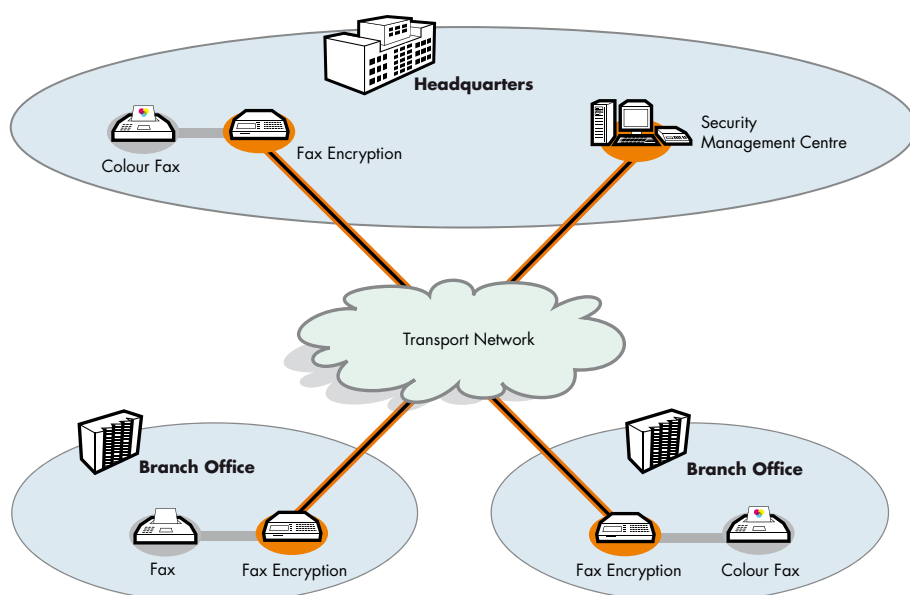 Headquarters
Colour Fax
Fax Encryption
Security
Management Centre
Transport Network
Branch Office
Fax
Fax Encryption
Branch Office
Fax Encryption
Colour Fax